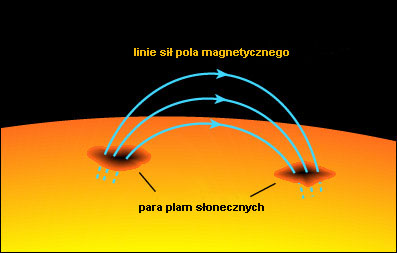 linie sił pola magnetycznego
para plam słonecznych